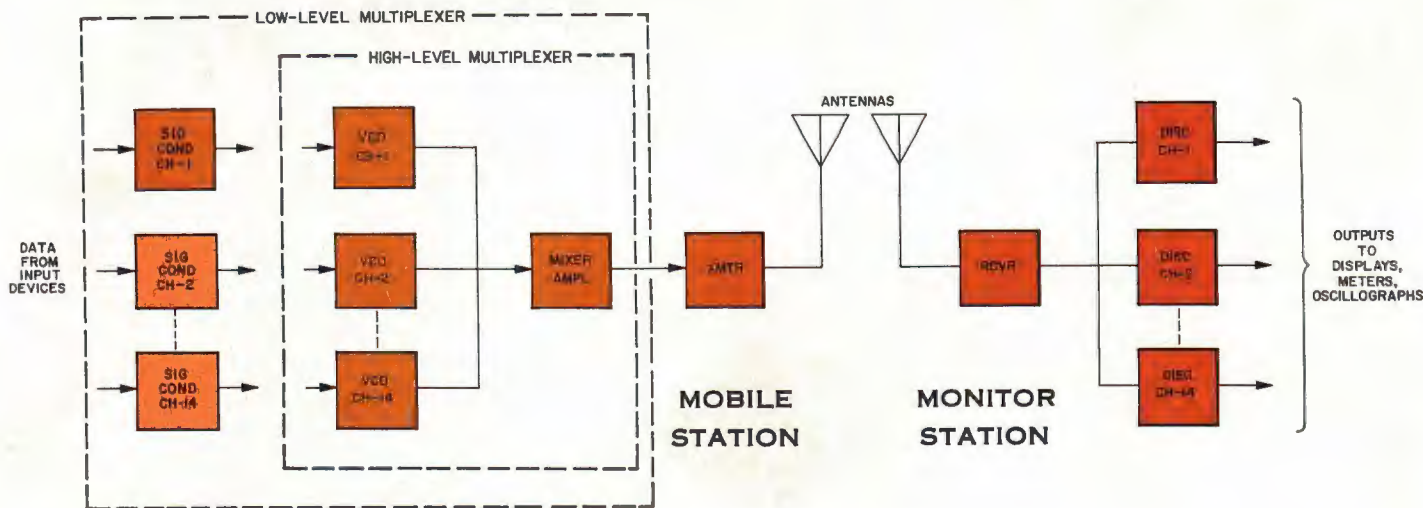 LOW-LEVEL MULTIPLEXER
HIGH-LEVEL MULTIPLEXER
ANTENNAS
SIG
COND
CH-1
VCO
CH-1
DISC
CH-1
DATA
FROM
INPUT
DEVICES
SIG
COND
CH-2
VCO
CH-2
MIXER
AMPL
XMTR
RCVR
DISC
CH-2
OUTPUTS
TO
DISPLAYS,
METERS,
OSCILLOGRAPHS
SIG
COND
CH-14
VCO
CH-14
DISC
CH-14
MOBILE
STATION
MONITOR
STATION